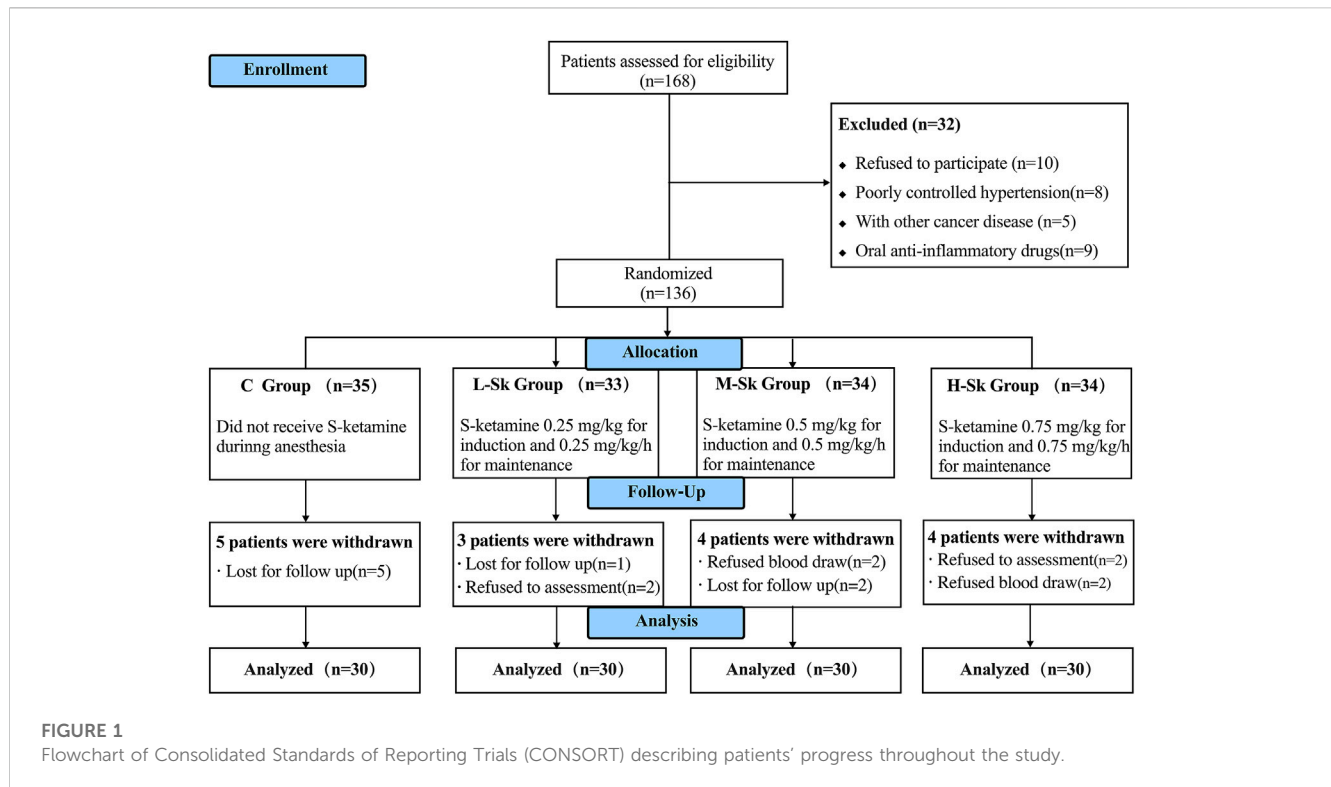 Enrollment
Patients assessed for eligibility
(n=168)
Excluded (n=32)
◆ Refused to participate (n=10)
◆ Poorly controlled hypertension(n=8)
◆ With other cancer disease (n=5)
◆ Oral anti-inflammatory drugs(n=9)
Randomized
(n=136)
Allocation
C Group（n=35）
Did not receive S-ketamine
durinng anesthesia
L-Sk Group（n=33）
S-ketamine 0.25 mg/kg for
induction and 0.25 mg/kg/h
for maintenance
M-Sk Group（n=34）
S-ketamine 0.5 mg/kg for
induction and 0.5 mg/kg/h
for maintenance
H-Sk Group（n=34）
S-ketamine 0.75 mg/kg for
induction and 0.75 mg/kg/h
for maintenance
Follow-Up
5 patients were withdrawn
· Lost for follow up(n=5)
3 patients were withdrawn
· Lost for follow up(n=1)
· Refused to assessment(n=2)
4 patients were withdrawn
· Refused blood draw(n=2)
· Lost for follow up(n=2)
4 patients were withdrawn
· Refused to assessment(n=2)
· Refused blood draw(n=2)
Analysis
Analyzed（n=30）
Analyzed（n=30）
Analyzed（n=30）
Analyzed（n=30）
FIGURE 1
Flowchart of Consolidated Standards of Reporting Trials (CONSORT) describing patients’ progress throughout the study.